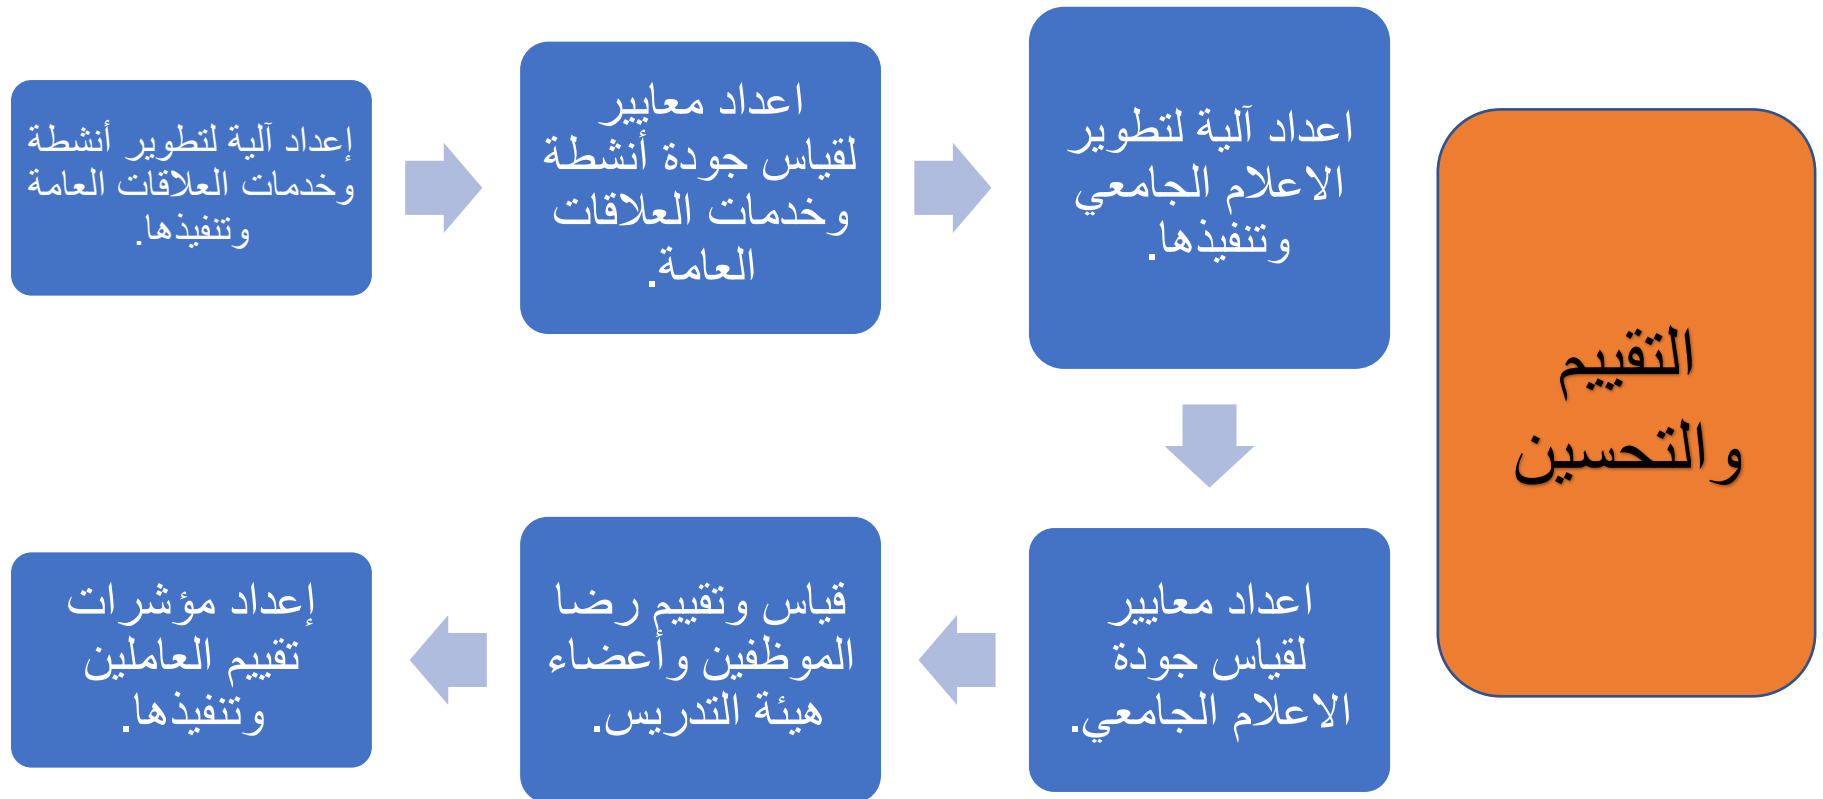 إعداد آلية لتطوير أنشطة
وخدمات العلاقات العامة
وتنفيذها.
اعداد معايير
لقياس جودة أنشطة
وخدمات العلاقات
العامة.
اعداد آلية لتطوير
الاعلام الجامعي
وتنفيذها.
اعداد معايير
لقياس جودة
الاعلام الجامعي.
قياس وتقييم رضا
الموظفين وأعضاء
هيئة التدريس.
إعداد مؤشرات
تقييم العاملين
وتنفيذها.
التقييم
والتحسين